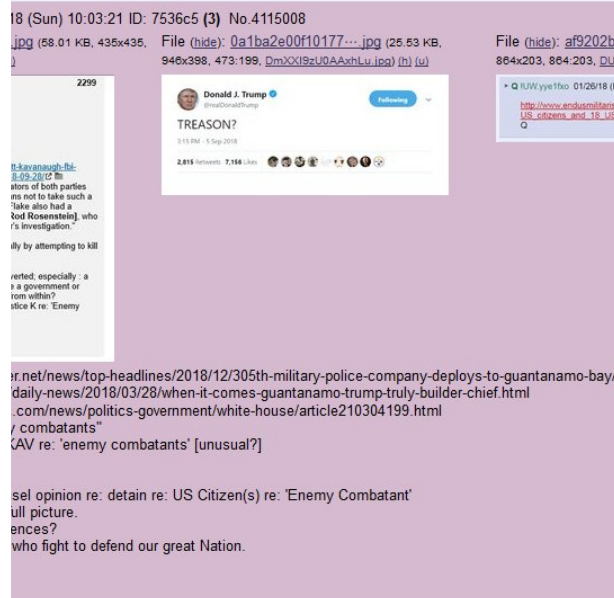 18 (Sun) 10:03:21 ID: 7536c5 (3) No.4115008
.jpg (58.01 KB, 435x435,
)
File (hide): 0a1ba2e00f10177⋯.jpg (25.53 KB,
946x398, 473:199, DmXXI9zU0AAxhLu.jpg) (h) (u)
File (hide): af9202b
864x203, 864:203, DU
2299
tt-kavanaugh-fbi-
8-09-28/
ators of both parties
ns not to take such a
Flake also had a
Rod Rosenstein], who
r's investigation."
lly by attempting to kill
verted; especially : a
e a government or
from within?
stice K re: 'Enemy
Donald J. Trump
@realDonaldTrump
Following
TREASON?
3:15 PM - 5 Sep 2018
2,815 Retweets 7,156 Likes
Q !UW.yye1fxo 01/26/18 (
http://www.endusmilitaris
US_citizens_and_18_US
Q
er.net/news/top-headlines/2018/12/305th-military-police-company-deploys-to-guantanamo-bay/
/daily-news/2018/03/28/when-it-comes-guantanamo-trump-truly-builder-chief.html
.com/news/politics-government/white-house/article210304199.html
y combatants"
KAV re: 'enemy combatants' [unusual?]
sel opinion re: detain re: US Citizen(s) re: 'Enemy Combatant'
ull picture.
ences?
who fight to defend our great Nation.